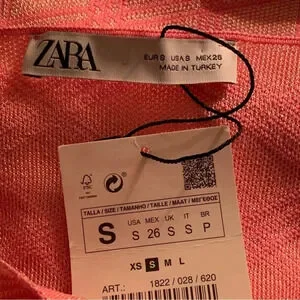 ZARA
EUR S USA S MEX 26
MADE IN TURKEY
FSC
TALLA / SIZE / TAMANHO / TAILLE / MAAT / ΜΕΓΕΘΟΣ
S
USA MEX UK IT BR
S 26 S S P
XS S M L
ART.: 1822 / 028 / 620